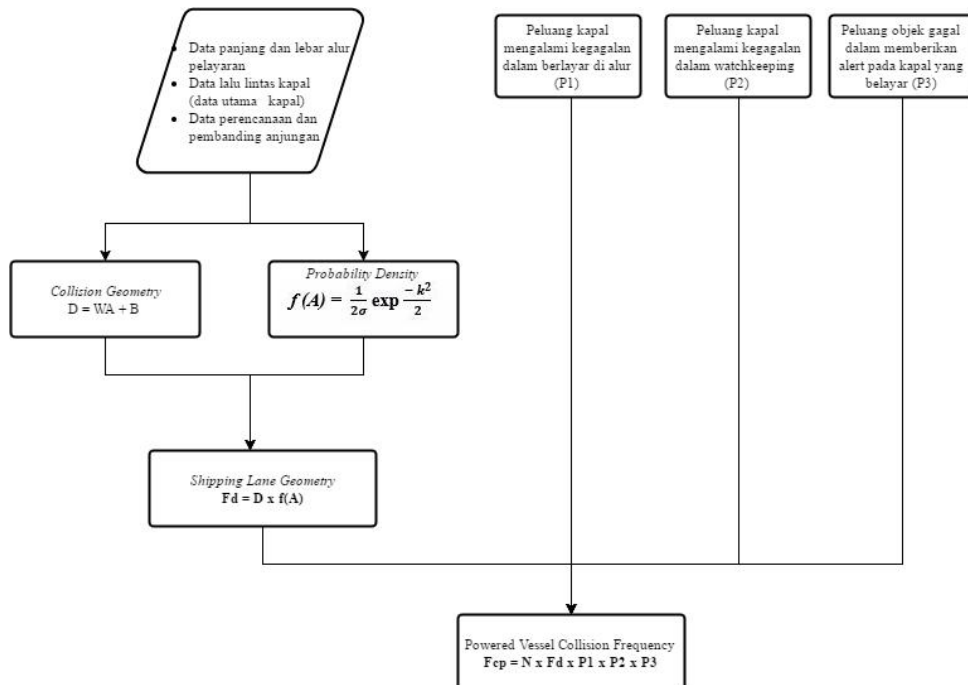 • Data panjang dan lebar alur
pelayaran
• Data lalu lintas kapal
(data utama kapal)
• Data perencanaan dan
pembanding anjungan
Peluang kapal
mengalami kegagalan
dalam berlayar di alur
(P1)
Peluang kapal
mengalami kegagalan
dalam watchkeeping
(P2)
Peluang objek gagal
dalam memberikan
alert pada kapal yang
belayar (P3)
Collision Geometry
D = WA + B
Probability Density
f(A) = 1/2σ exp −k²/2
Shipping Lane Geometry
Fd = D x f(A)
Powered Vessel Collision Frequency
Fcp = N x Fd x P1 x P2 x P3